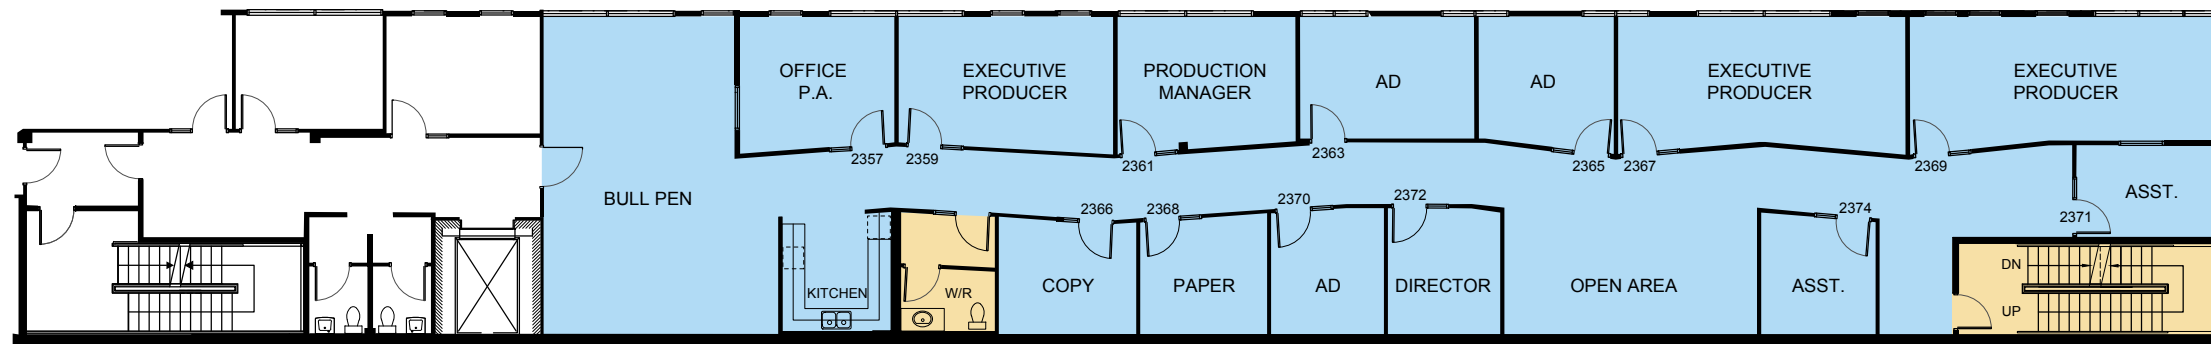 OFFICE
P.A.
EXECUTIVE
PRODUCER
PRODUCTION
MANAGER
AD
AD
EXECUTIVE
PRODUCER
EXECUTIVE
PRODUCER
2357
2359
2361
2363
2365
2367
2369
BULL PEN
ASST.
2366
2368
2370
2372
2374
2371
KITCHEN
W/R
COPY
PAPER
AD
DIRECTOR
OPEN AREA
ASST.
DN
UP